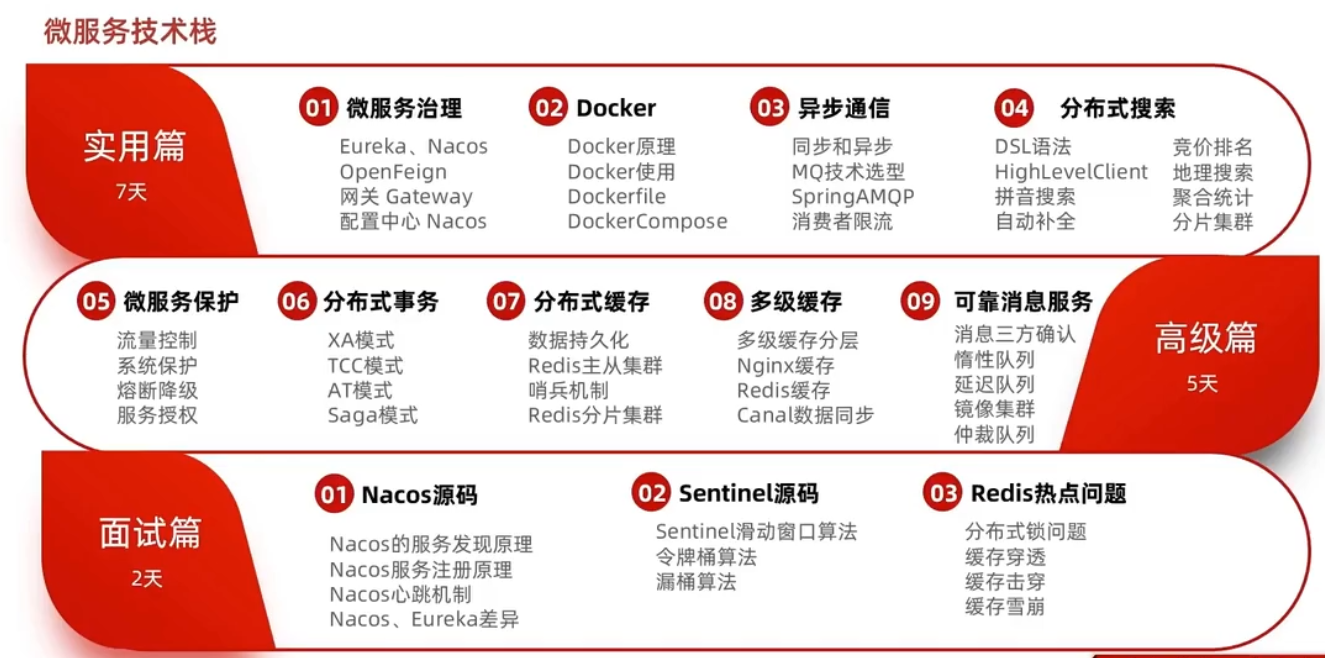 微服务技术栈
实用篇
7天
01 微服务治理
Eureka、Nacos
OpenFeign
网关 Gateway
配置中心 Nacos
02 Docker
Docker原理
Docker使用
Dockerfile
DockerCompose
03 异步通信
同步和异步
MQ技术选型
SpringAMQP
消费者限流
04 分布式搜索
DSL语法
HighLevelClient
拼音搜索
自动补全
竞价排名
地理搜索
聚合统计
分片集群
05 微服务保护
流量控制
系统保护
熔断降级
服务授权
06 分布式事务
XA模式
TCC模式
AT模式
Saga模式
07 分布式缓存
数据持久化
Redis主从集群
哨兵机制
Redis分片集群
08 多级缓存
多级缓存分层
Nginx缓存
Redis缓存
Canal数据同步
09 可靠消息服务
消息三方确认
惰性队列
延迟队列
镜像集群
仲裁队列
高级篇
5天
面试篇
2天
01 Nacos源码
Nacos的服务发现原理
Nacos服务注册原理
Nacos心跳机制
Nacos、Eureka差异
02 Sentinel源码
Sentinel滑动窗口算法
令牌桶算法
漏桶算法
03 Redis热点问题
分布式锁问题
缓存穿透
缓存击穿
缓存雪崩